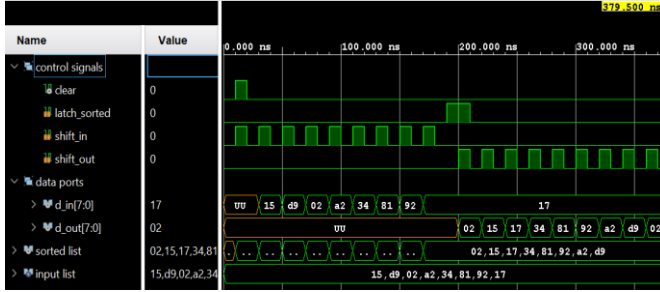 379.500 ns
Name Value
0.000 ns 100.000 ns 200.000 ns 300.000 ns
control signals
clear 0
latch_sorted 0
shift_in 0
shift_out 0
data ports
d_in[7:0] 17 UU 15 d9 02 a2 34 81 92 17
d_out[7:0] 02 UU 02 15 17 34 81 92 a2 d9 02
sorted list 02,15,17,34,81 . .. .. .. .. .. .. .. 02,15,17,34,81,92,a2,d9
input list 15,d9,02,a2,34 15,d9,02,a2,34,81,92,17